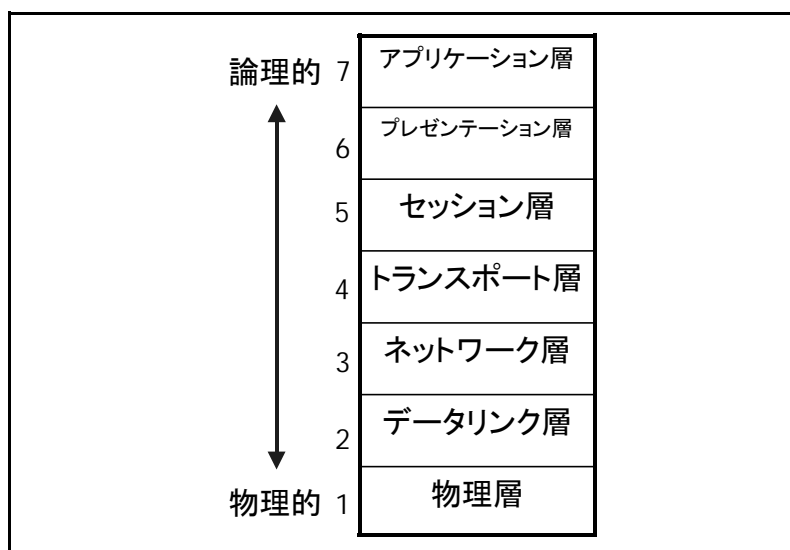 論理的 7 アプリケーション層
6 プレゼンテーション層
5 セッション層
4 トランスポート層
3 ネットワーク層
2 データリンク層
物理的 1 物理層